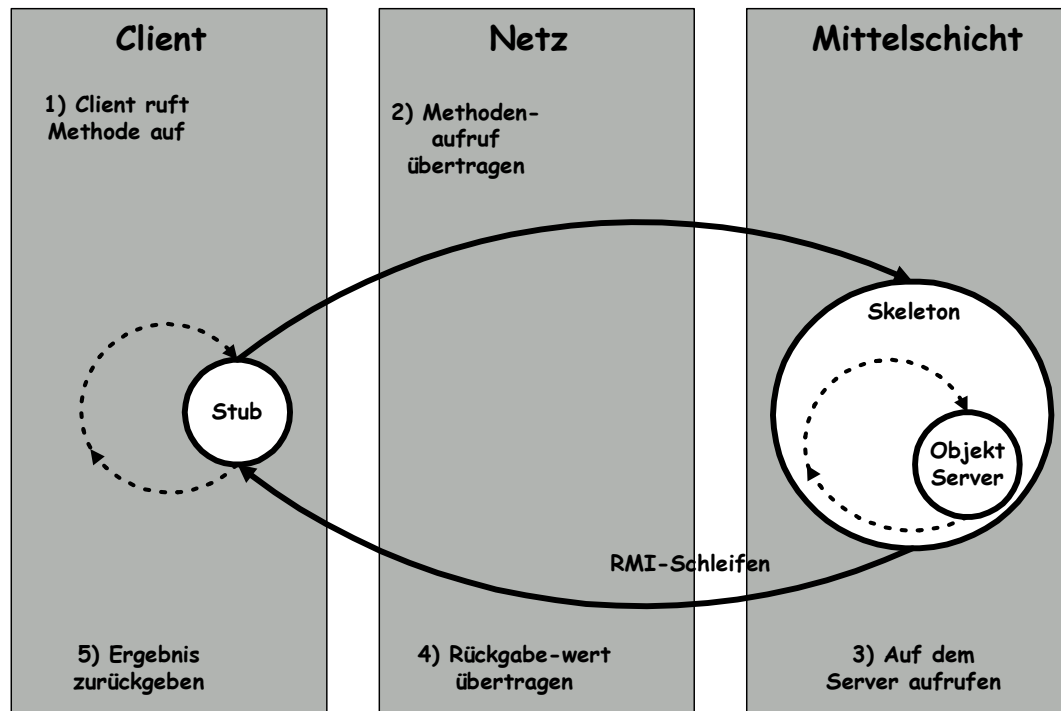 Client
Netz
Mittelschicht
1) Client ruft
Methode auf
2) Methoden-
aufruf
übertragen
Skeleton
Stub
Objekt
Server
RMI-Schleifen
5) Ergebnis
zurückgeben
4) Rückgabe-wert
übertragen
3) Auf dem
Server aufrufen